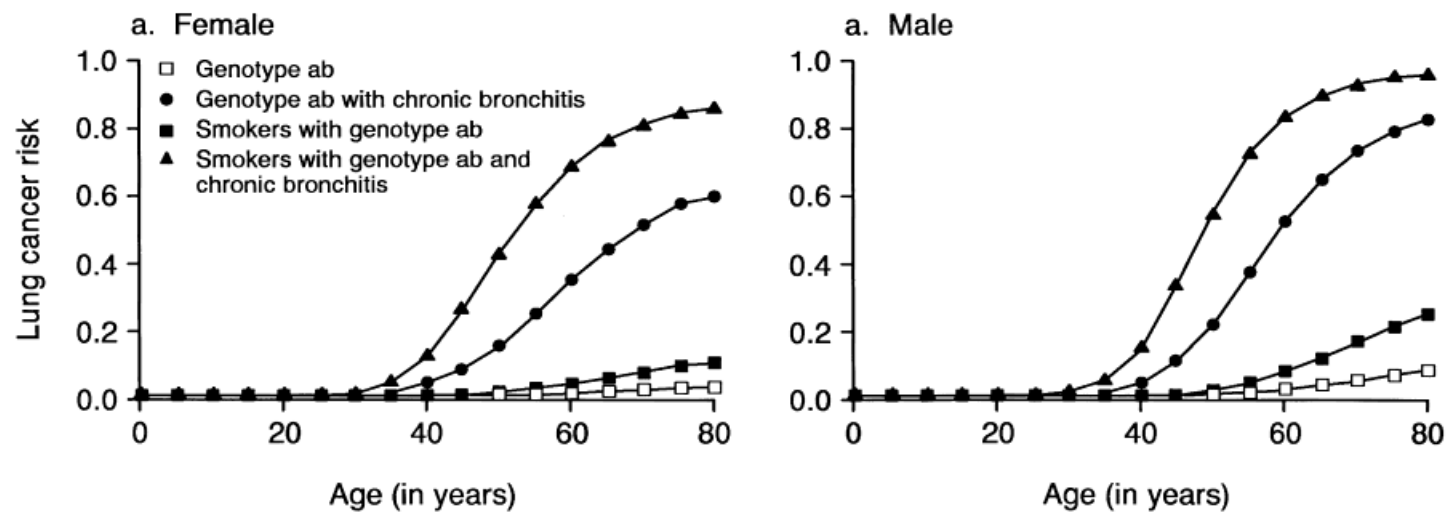 a. Female
1.0
0.8
0.6
0.4
0.2
0.0
Lung cancer risk
Genotype ab
Genotype ab with chronic bronchitis
Smokers with genotype ab
Smokers with genotype ab and
chronic bronchitis
0 20 40 60 80
Age (in years)
a. Male
1.0
0.8
0.6
0.4
0.2
0.0
0 20 40 60 80
Age (in years)